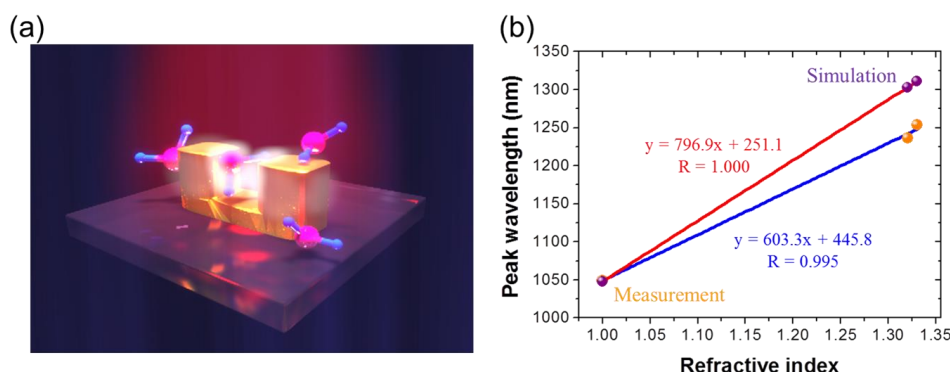 (a)
(b)
1350
1300
1250
1200
1150
1100
1050
1000
Peak wavelength (nm)
Simulation
y = 796.9x + 251.1
R = 1.000
y = 603.3x + 445.8
R = 0.995
Measurement
1.00 1.05 1.10 1.15 1.20 1.25 1.30 1.35
Refractive index